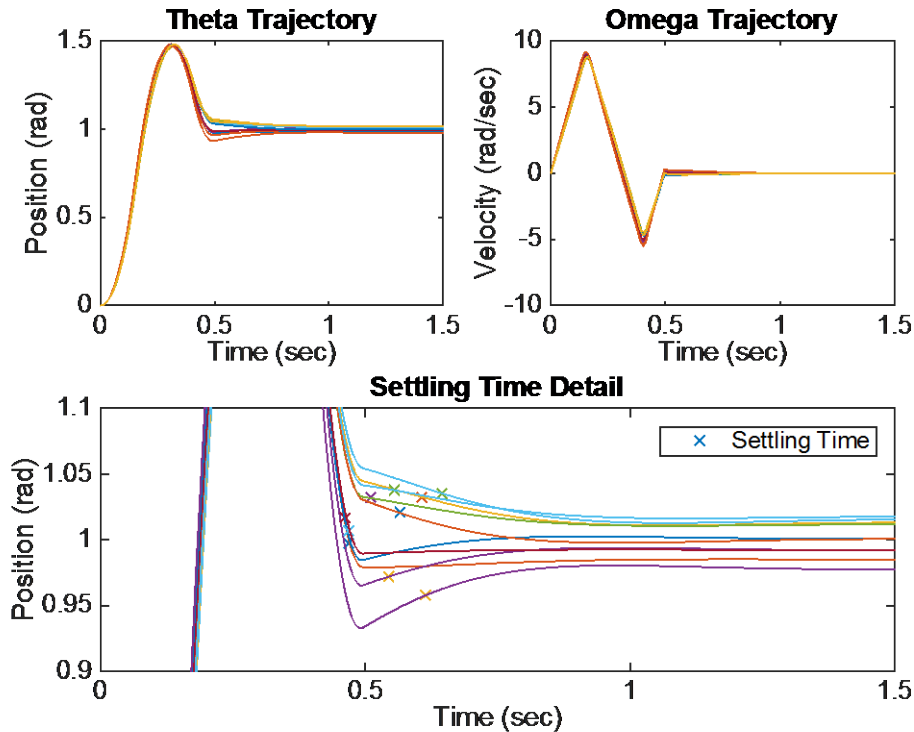 Theta Trajectory
Position (rad)
1.5
1
0.5
0
0 0.5 1 1.5
Time (sec)
Omega Trajectory
Velocity (rad/sec)
10
5
0
-5
-10
0 0.5 1 1.5
Time (sec)
Settling Time Detail
Position (rad)
1.1
1.05
1
0.95
0.9
Settling Time
0 0.5 1 1.5
Time (sec)